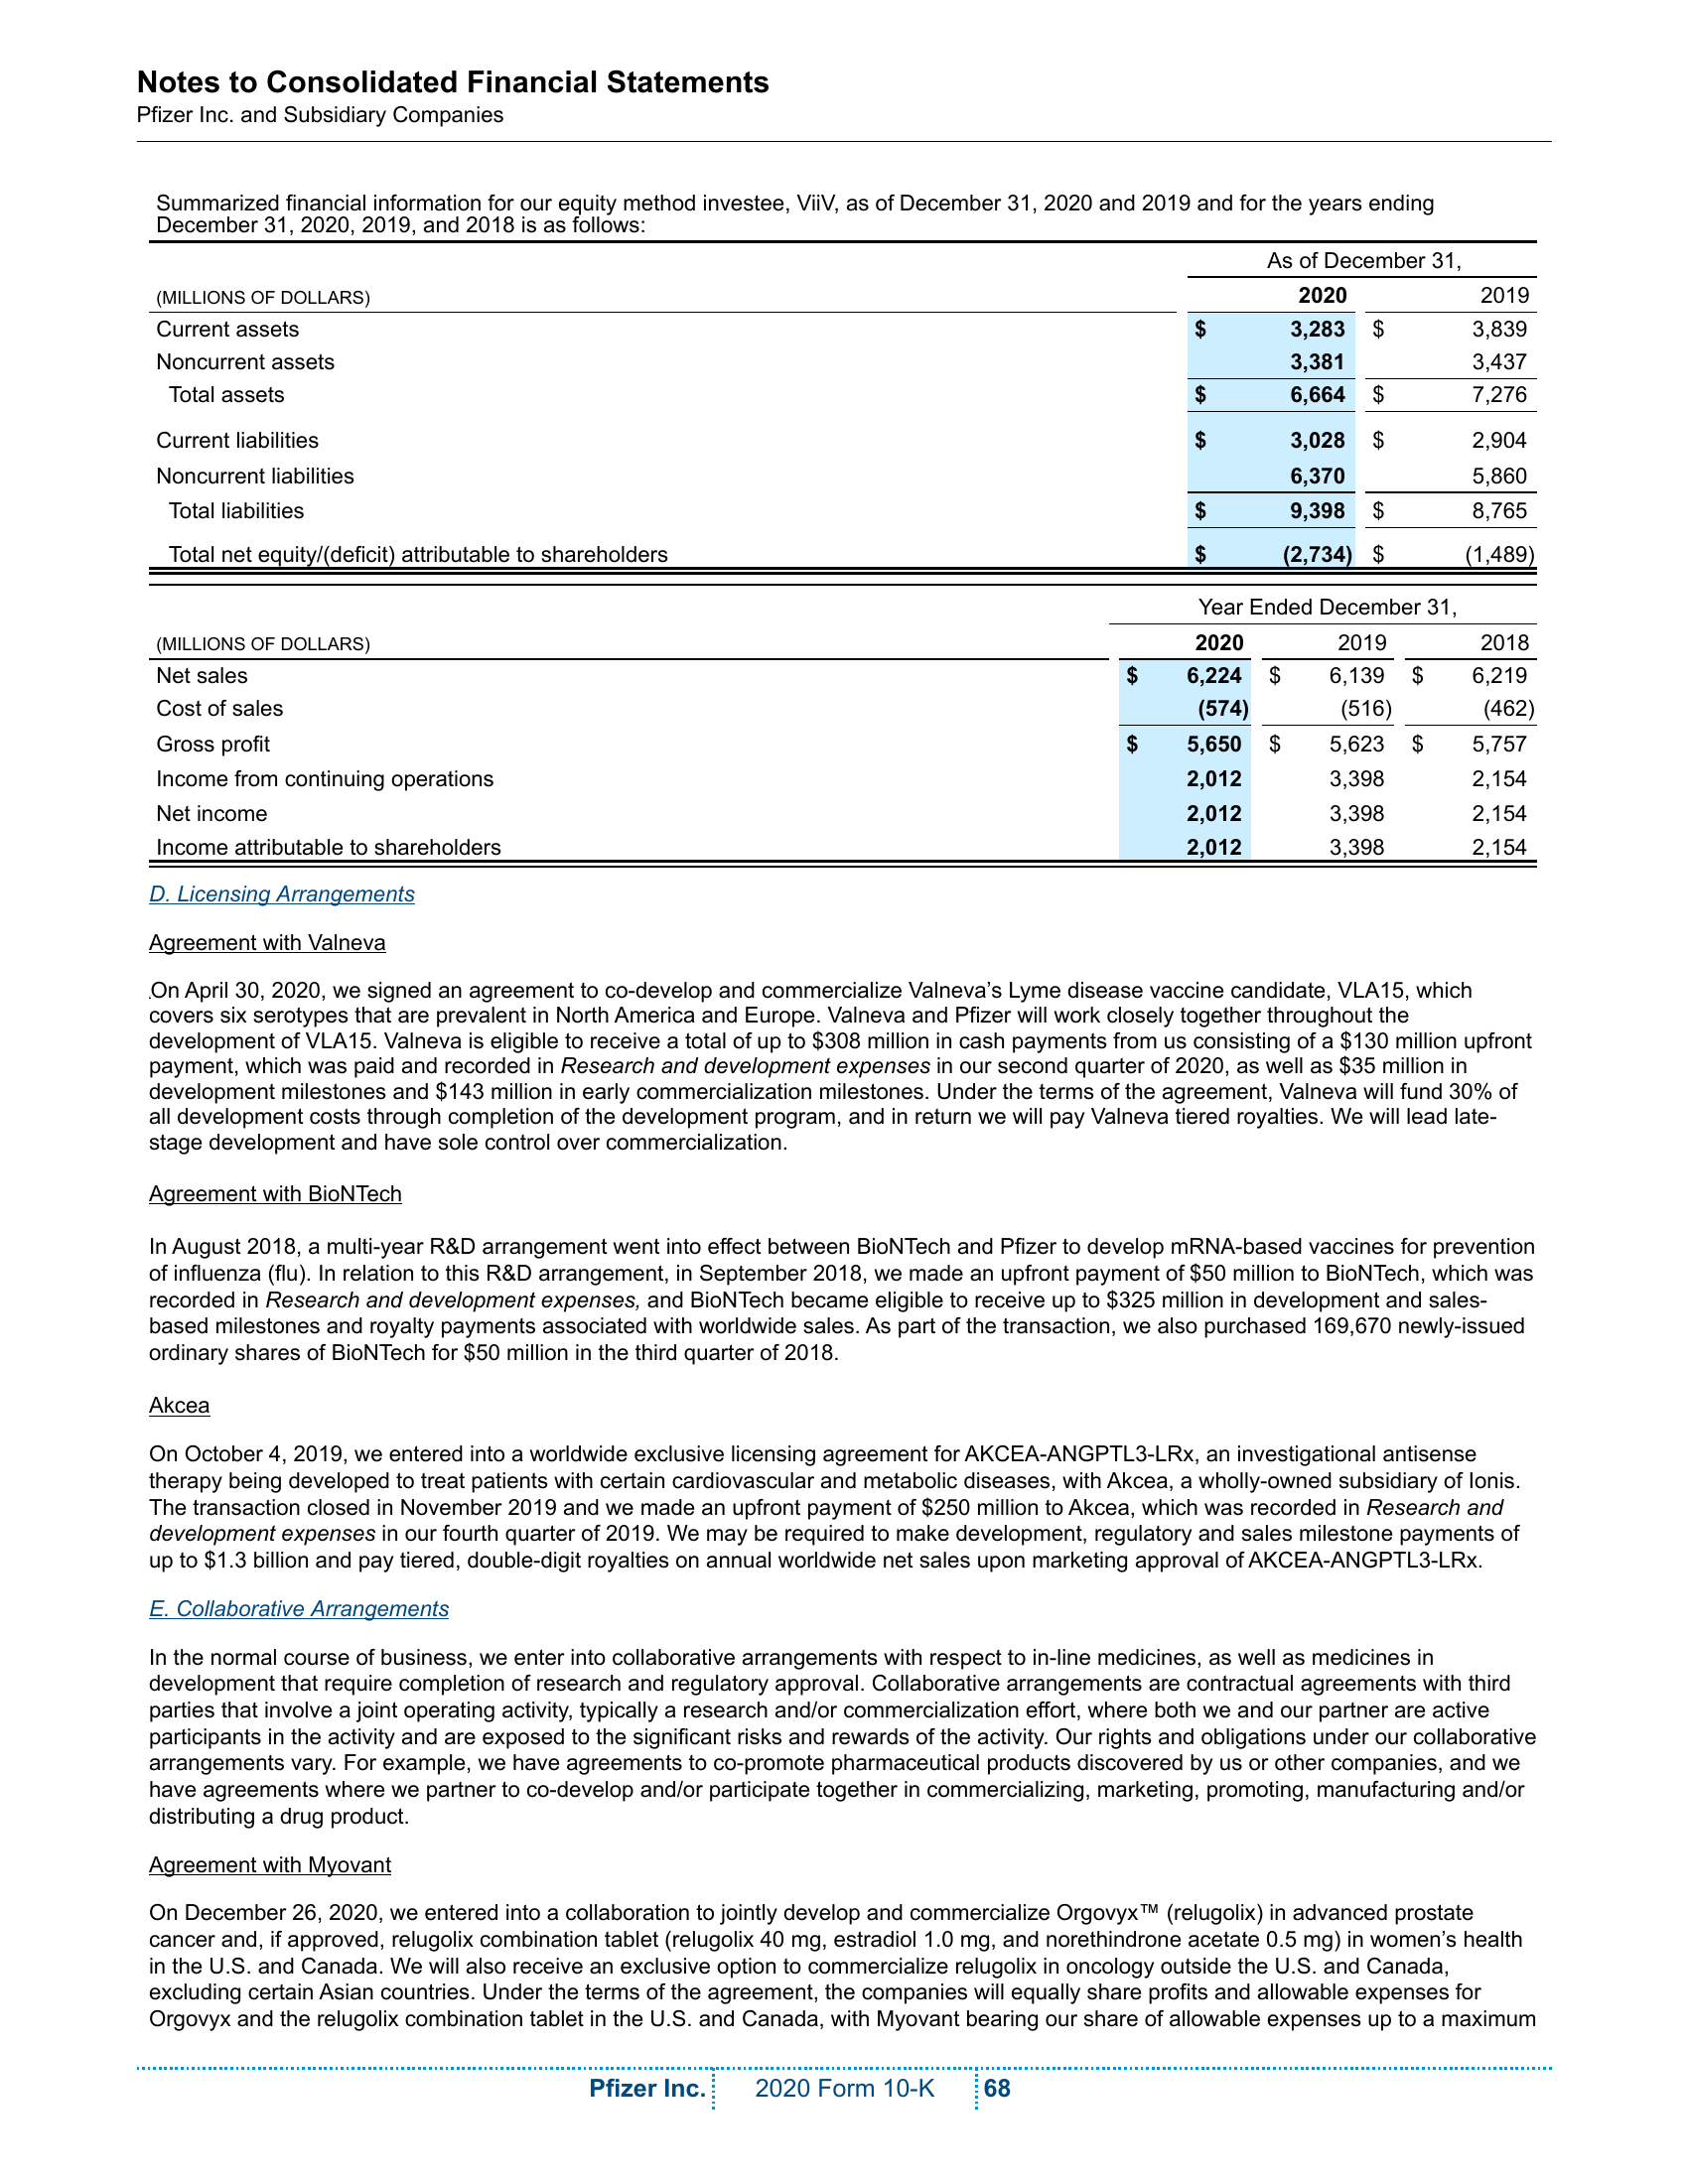 Notes to Consolidated Financial Statements
Pfizer Inc. and Subsidiary Companies
Summarized financial information for our equity method investee, ViiV, as of December 31, 2020 and 2019 and for the years ending
December 31, 2020, 2019, and 2018 is as follows:
As of December 31,
(MILLIONS OF DOLLARS) 2020 2019
Current assets $ 3,283 $ 3,839
Noncurrent assets 3,381 3,437
Total assets $ 6,664 $ 7,276
Current liabilities $ 3,028 $ 2,904
Noncurrent liabilities 6,370 5,860
Total liabilities $ 9,398 $ 8,765
Total net equity/(deficit) attributable to shareholders $ (2,734) $ (1,489)
Year Ended December 31,
(MILLIONS OF DOLLARS) 2020 2019 2018
Net sales $ 6,224 $ 6,139 $ 6,219
Cost of sales (574) (516) (462)
Gross profit $ 5,650 $ 5,623 $ 5,757
Income from continuing operations 2,012 3,398 2,154
Net income 2,012 3,398 2,154
Income attributable to shareholders 2,012 3,398 2,154
D. Licensing Arrangements
Agreement with Valneva
On April 30, 2020, we signed an agreement to co-develop and commercialize Valneva’s Lyme disease vaccine candidate, VLA15, which
covers six serotypes that are prevalent in North America and Europe. Valneva and Pfizer will work closely together throughout the
development of VLA15. Valneva is eligible to receive a total of up to $308 million in cash payments from us consisting of a $130 million upfront
payment, which was paid and recorded in Research and development expenses in our second quarter of 2020, as well as $35 million in
development milestones and $143 million in early commercialization milestones. Under the terms of the agreement, Valneva will fund 30% of
all development costs through completion of the development program, and in return we will pay Valneva tiered royalties. We will lead late-
stage development and have sole control over commercialization.
Agreement with BioNTech
In August 2018, a multi-year R&D arrangement went into effect between BioNTech and Pfizer to develop mRNA-based vaccines for prevention
of influenza (flu). In relation to this R&D arrangement, in September 2018, we made an upfront payment of $50 million to BioNTech, which was
recorded in Research and development expenses, and BioNTech became eligible to receive up to $325 million in development and sales-
based milestones and royalty payments associated with worldwide sales. As part of the transaction, we also purchased 169,670 newly-issued
ordinary shares of BioNTech for $50 million in the third quarter of 2018.
Akcea
On October 4, 2019, we entered into a worldwide exclusive licensing agreement for AKCEA-ANGPTL3-LRx, an investigational antisense
therapy being developed to treat patients with certain cardiovascular and metabolic diseases, with Akcea, a wholly-owned subsidiary of Ionis.
The transaction closed in November 2019 and we made an upfront payment of $250 million to Akcea, which was recorded in Research and
development expenses in our fourth quarter of 2019. We may be required to make development, regulatory and sales milestone payments of
up to $1.3 billion and pay tiered, double-digit royalties on annual worldwide net sales upon marketing approval of AKCEA-ANGPTL3-LRx.
E. Collaborative Arrangements
In the normal course of business, we enter into collaborative arrangements with respect to in-line medicines, as well as medicines in
development that require completion of research and regulatory approval. Collaborative arrangements are contractual agreements with third
parties that involve a joint operating activity, typically a research and/or commercialization effort, where both we and our partner are active
participants in the activity and are exposed to the significant risks and rewards of the activity. Our rights and obligations under our collaborative
arrangements vary. For example, we have agreements to co-promote pharmaceutical products discovered by us or other companies, and we
have agreements where we partner to co-develop and/or participate together in commercializing, marketing, promoting, manufacturing and/or
distributing a drug product.
Agreement with Myovant
On December 26, 2020, we entered into a collaboration to jointly develop and commercialize Orgovyx™ (relugolix) in advanced prostate
cancer and, if approved, relugolix combination tablet (relugolix 40 mg, estradiol 1.0 mg, and norethindrone acetate 0.5 mg) in women’s health
in the U.S. and Canada. We will also receive an exclusive option to commercialize relugolix in oncology outside the U.S. and Canada,
excluding certain Asian countries. Under the terms of the agreement, the companies will equally share profits and allowable expenses for
Orgovyx and the relugolix combination tablet in the U.S. and Canada, with Myovant bearing our share of allowable expenses up to a maximum
Pfizer Inc. 2020 Form 10-K 68